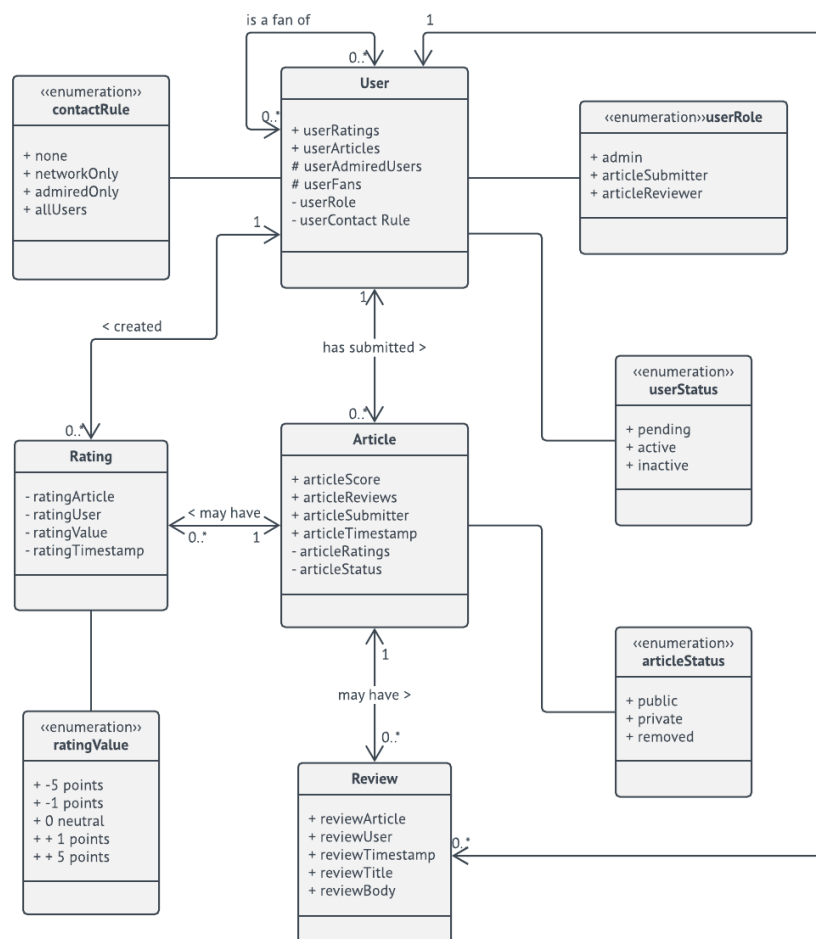 is a fan of
1
0..*
0..*
‹‹enumeration››
contactRule
+ none
+ networkOnly
+ admiredOnly
+ allUsers
User
+ userRatings
+ userArticles
# userAdmiredUsers
# userFans
- userRole
- userContact Rule
‹‹enumeration››userRole
+ admin
+ articleSubmitter
+ articleReviewer
1
< created
0..*
1
has submitted >
0..*
‹‹enumeration››
userStatus
+ pending
+ active
+ inactive
Rating
- ratingArticle
- ratingUser
- ratingValue
- ratingTimestamp
< may have
0..*
1
Article
+ articleScore
+ articleReviews
+ articleSubmitter
+ articleTimestamp
- articleRatings
- articleStatus
‹‹enumeration››
articleStatus
+ public
+ private
+ removed
1
may have >
0..*
‹‹enumeration››
ratingValue
+ -5 points
+ -1 points
+ 0 neutral
+ + 1 points
+ + 5 points
Review
+ reviewArticle
+ reviewUser
+ reviewTimestamp
+ reviewTitle
+ reviewBody
0..*